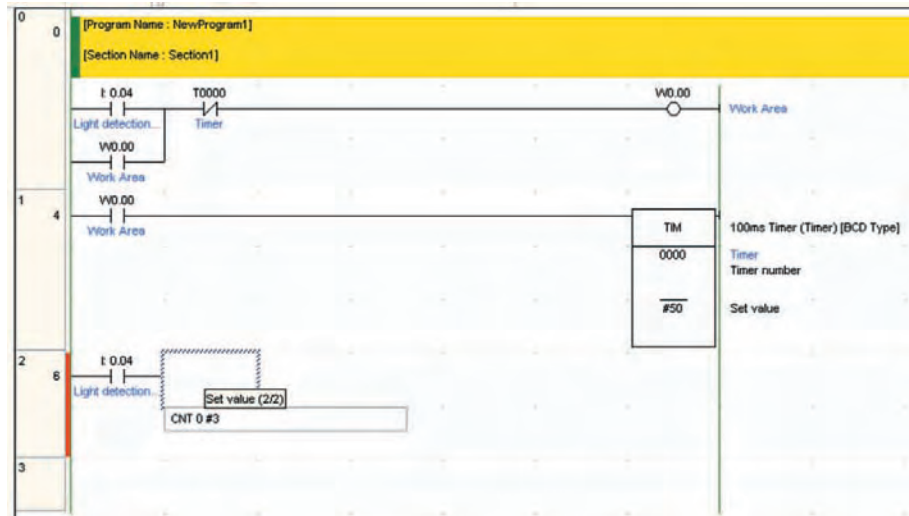 0
0
[Program Name : NewProgram1]
[Section Name : Section1]
I: 0.04
T0000
W0.00
Light detection...
Timer
Work Area
W0.00
Work Area
1
4
W0.00
Work Area
TIM
100ms Timer (Timer) [BCD Type]
0000
Timer
Timer number
#50
Set value
2
6
I: 0.04
Light detection...
Set value (2/2)
CNT 0 #3
3